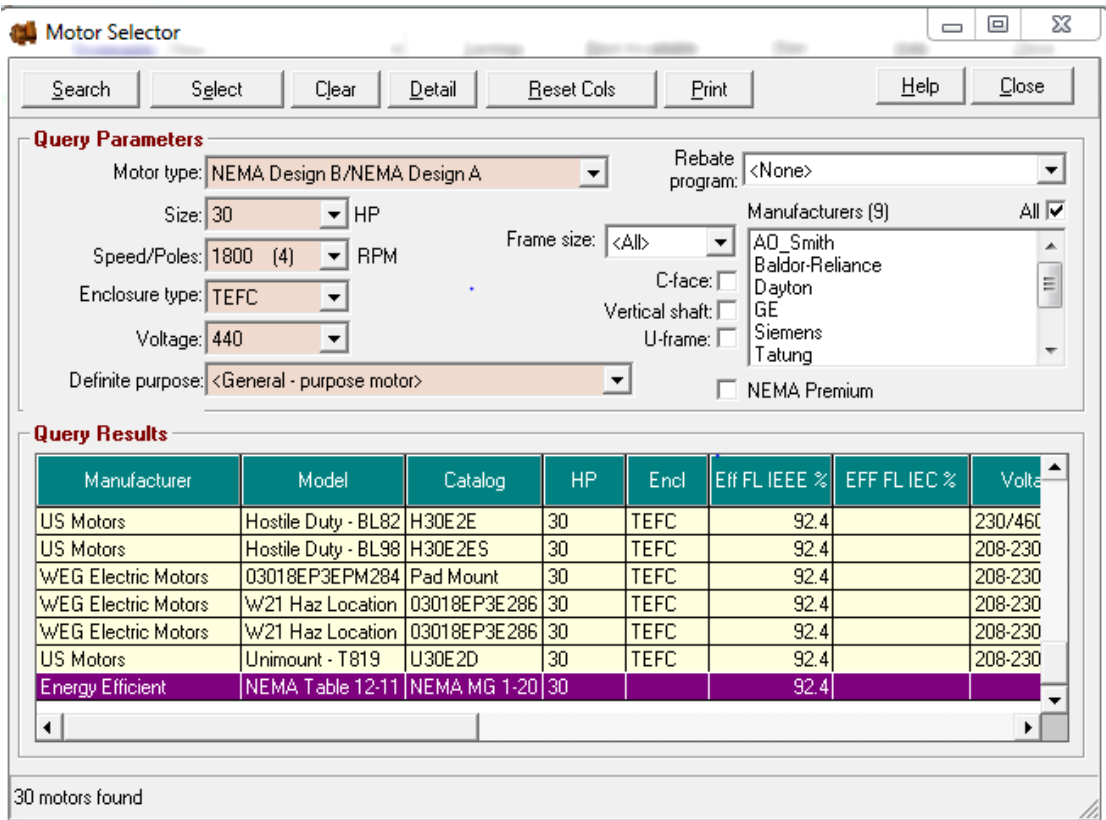 Motor Selector
Search Select Clear Detail Reset Cols Print Help Close
Query Parameters
Motor type: NEMA Design B/NEMA Design A
Rebate program: <None>
Size: 30 HP
Manufacturers (9) All
Speed/Poles: 1800 (4) RPM
Frame size: <All>
AO_Smith
Baldor-Reliance
Dayton
GE
Siemens
Tatung
Enclosure type: TEFC
C-face:
Vertical shaft:
U-frame:
Voltage: 440
Definite purpose: <General - purpose motor>
NEMA Premium
Query Results
Manufacturer Model Catalog HP Encl Eff FL IEEE % EFF FL IEC % Volta
US Motors Hostile Duty - BL82 H30E2E 30 TEFC 92.4 230/460
US Motors Hostile Duty - BL98 H30E2ES 30 TEFC 92.4 208-230
WEG Electric Motors 03018EP3EPM284 Pad Mount 30 TEFC 92.4 208-230
WEG Electric Motors W21 Haz Location 03018EP3E286 30 TEFC 92.4 208-230
WEG Electric Motors W21 Haz Location 03018EP3E286 30 TEFC 92.4 208-230
US Motors Unimount - T819 U30E2D 30 TEFC 92.4 208-230
Energy Efficient NEMA Table 12-11 NEMA MG 1-20 30 92.4
30 motors found